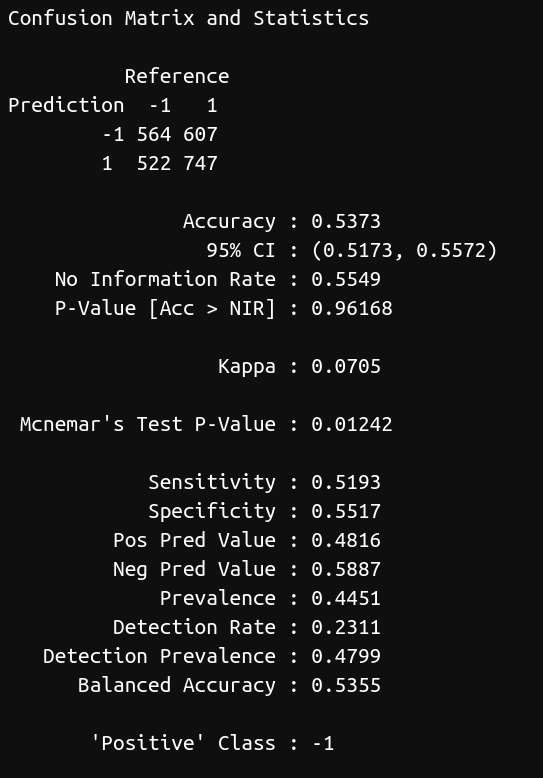 Confusion Matrix and Statistics

          Reference
Prediction  -1   1
        -1 564 607
        1  522 747

               Accuracy : 0.5373
                 95% CI : (0.5173, 0.5572)
    No Information Rate : 0.5549
    P-Value [Acc > NIR] : 0.96168

                  Kappa : 0.0705

 Mcnemar's Test P-Value : 0.01242

            Sensitivity : 0.5193
            Specificity : 0.5517
         Pos Pred Value : 0.4816
         Neg Pred Value : 0.5887
             Prevalence : 0.4451
         Detection Rate : 0.2311
   Detection Prevalence : 0.4799
      Balanced Accuracy : 0.5355

       'Positive' Class : -1